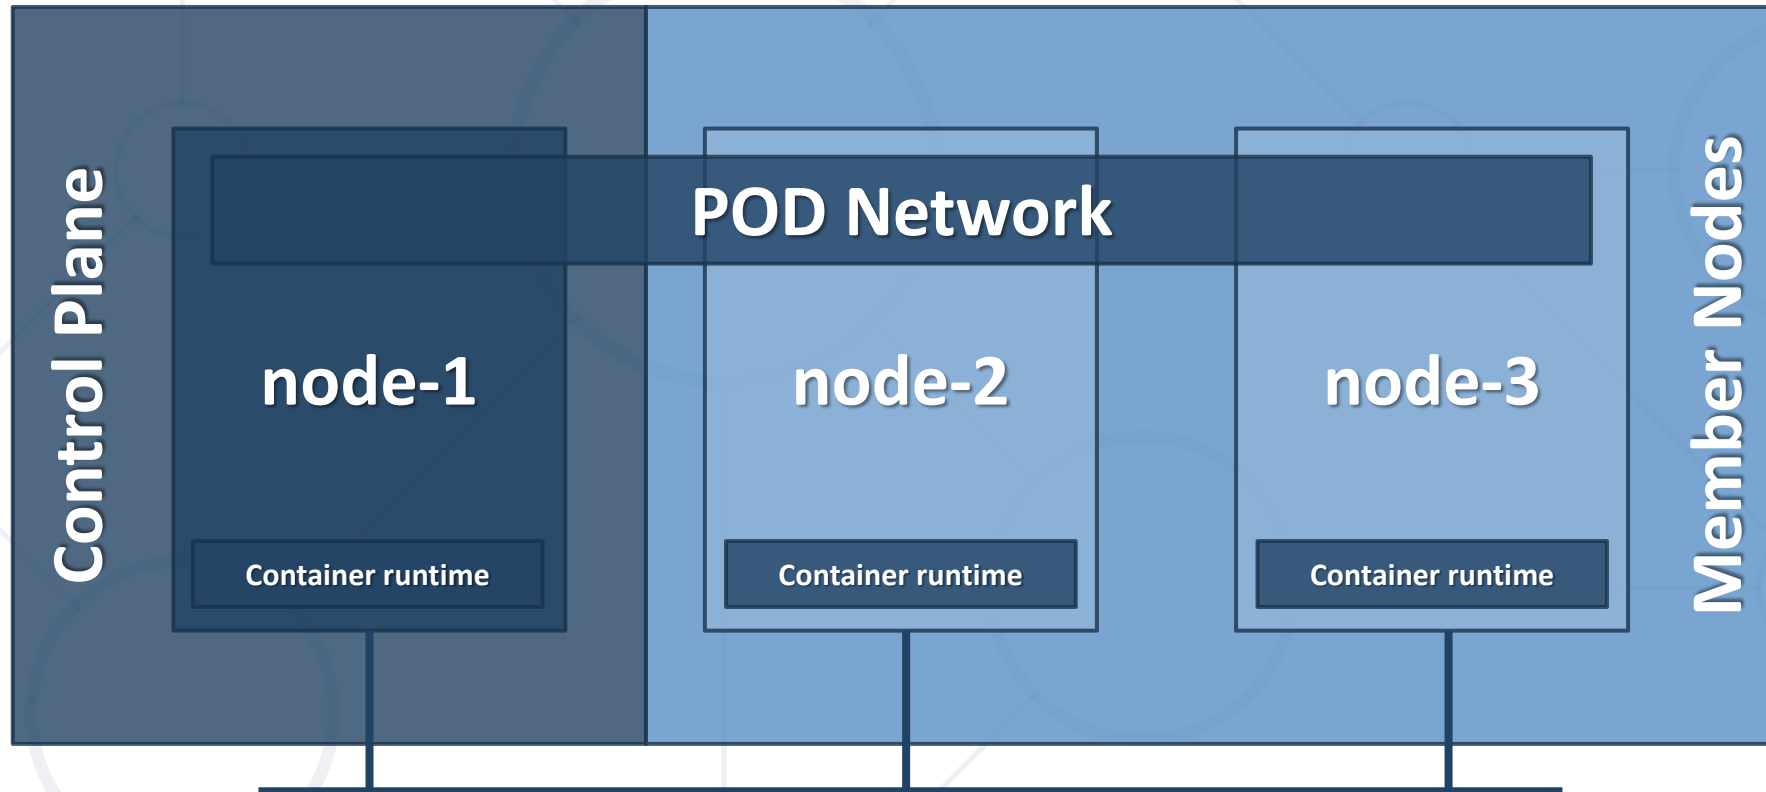 Control Plane
POD Network
node-1
node-2
node-3
Container runtime
Container runtime
Container runtime
Member Nodes